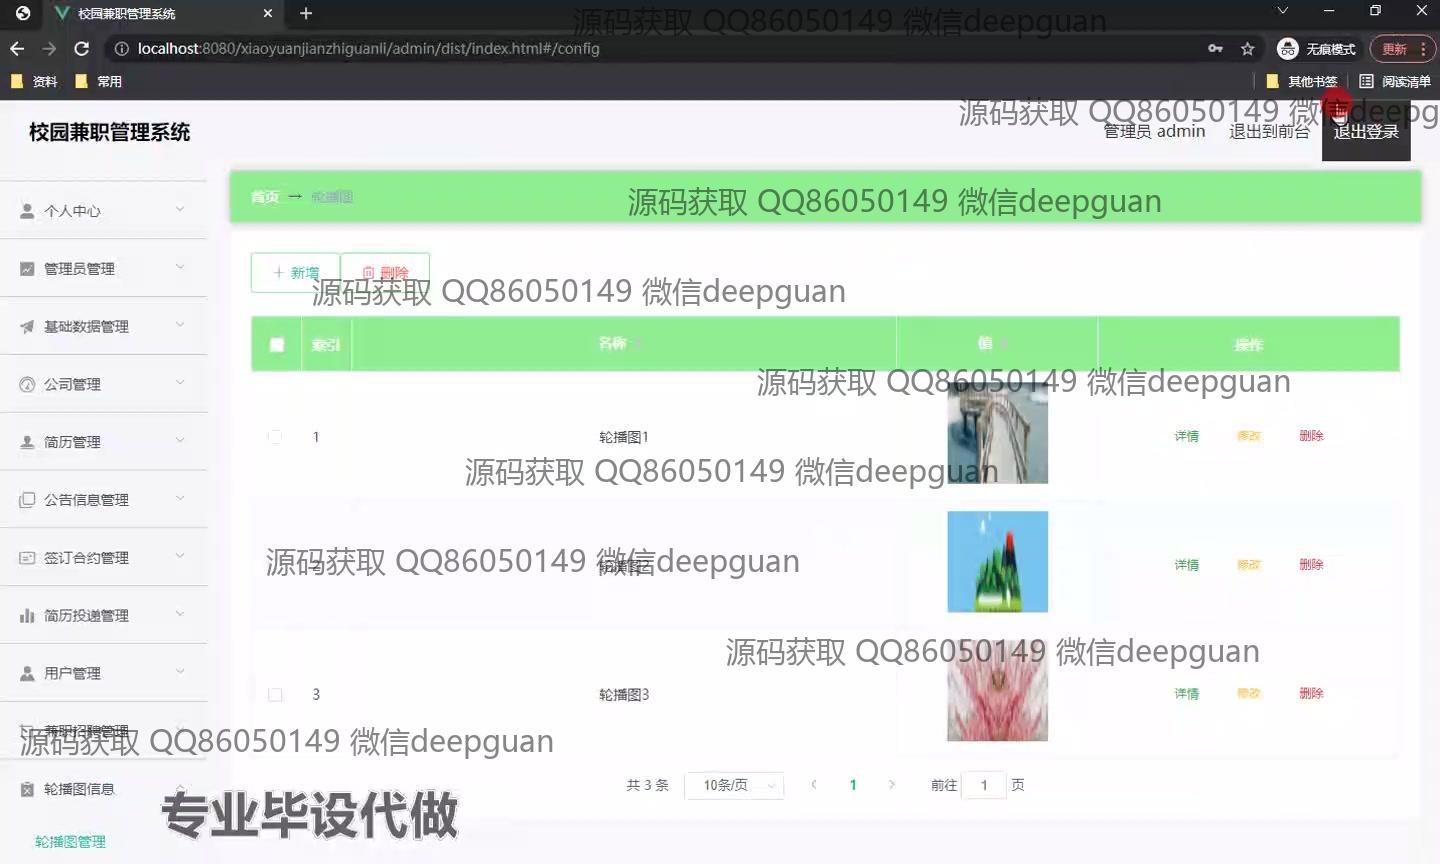 校园兼职管理系统
localhost:8080/xiaoyuanjianzhiguanli/admin/dist/index.html#/config
无痕模式
更新
资料
常用
其他书签
阅读清单
源码获取 QQ86050149 微信deepguan
源码获取 QQ86050149 微信deepg
校园兼职管理系统
管理员 admin
退出到前台
退出登录
首页 → 轮播图
源码获取 QQ86050149 微信deepguan
新增
删除
源码获取 QQ86050149 微信deepguan
索引 名称 值 操作
源码获取 QQ86050149 微信deepguan
1 轮播图1 详情 修改 删除
源码获取 QQ86050149 微信deepguan
源码获取 QQ86050149 微信deepguan
详情 修改 删除
源码获取 QQ86050149 微信deepguan
3 轮播图3 详情 修改 删除
共 3 条 10条/页 1 前往 1 页
个人中心
管理员管理
基础数据管理
公司管理
简历管理
公告信息管理
签订合约管理
简历投递管理
用户管理
兼职招聘管理
源码获取 QQ86050149 微信deepguan
轮播图信息
轮播图管理
专业毕设代做